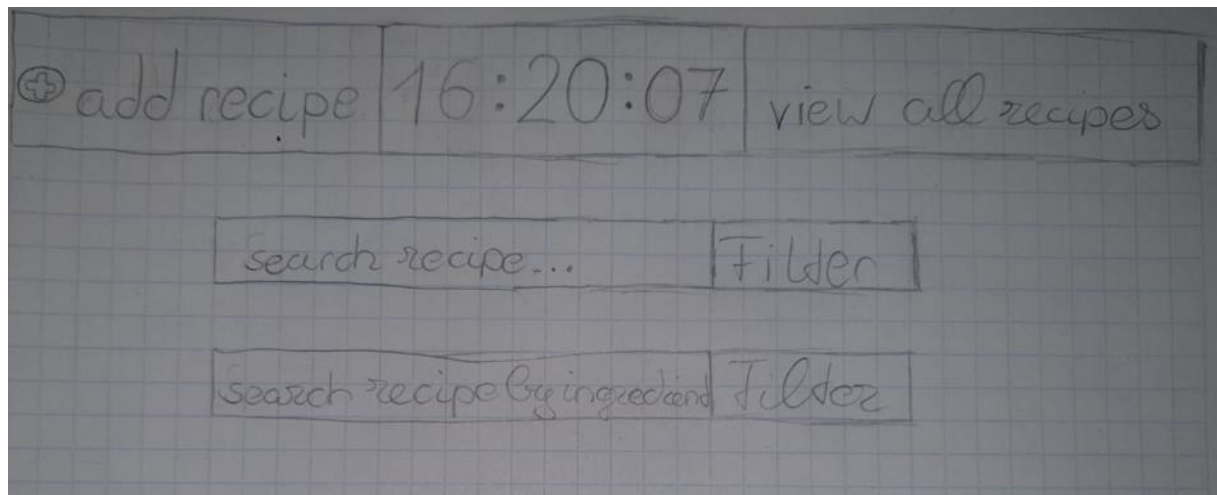 add recipe 16:20:07 view all recipes
search recipe... Filter
search recipe by ingredient Filter